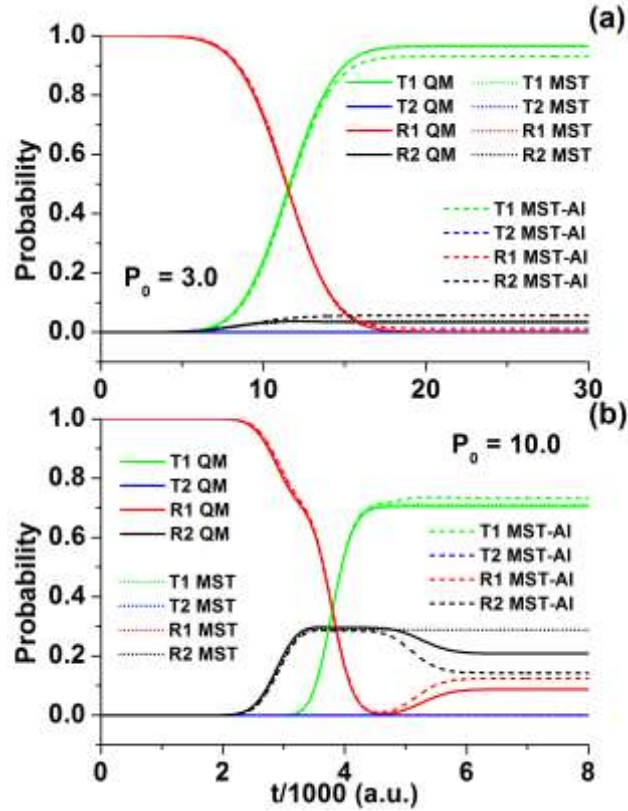 (a)
1.0
0.8
0.6
0.4
0.2
0.0
Probability
T1 QM
T2 QM
R1 QM
R2 QM
T1 MST
T2 MST
R1 MST
R2 MST
T1 MST-AI
T2 MST-AI
R1 MST-AI
R2 MST-AI
P0 = 3.0
0 10 20 30
(b)
1.0
0.8
0.6
0.4
0.2
0.0
Probability
P0 = 10.0
T1 QM
T2 QM
R1 QM
R2 QM
T1 MST
T2 MST
R1 MST
R2 MST
T1 MST-AI
T2 MST-AI
R1 MST-AI
R2 MST-AI
0 2 4 6 8
t/1000 (a.u.)